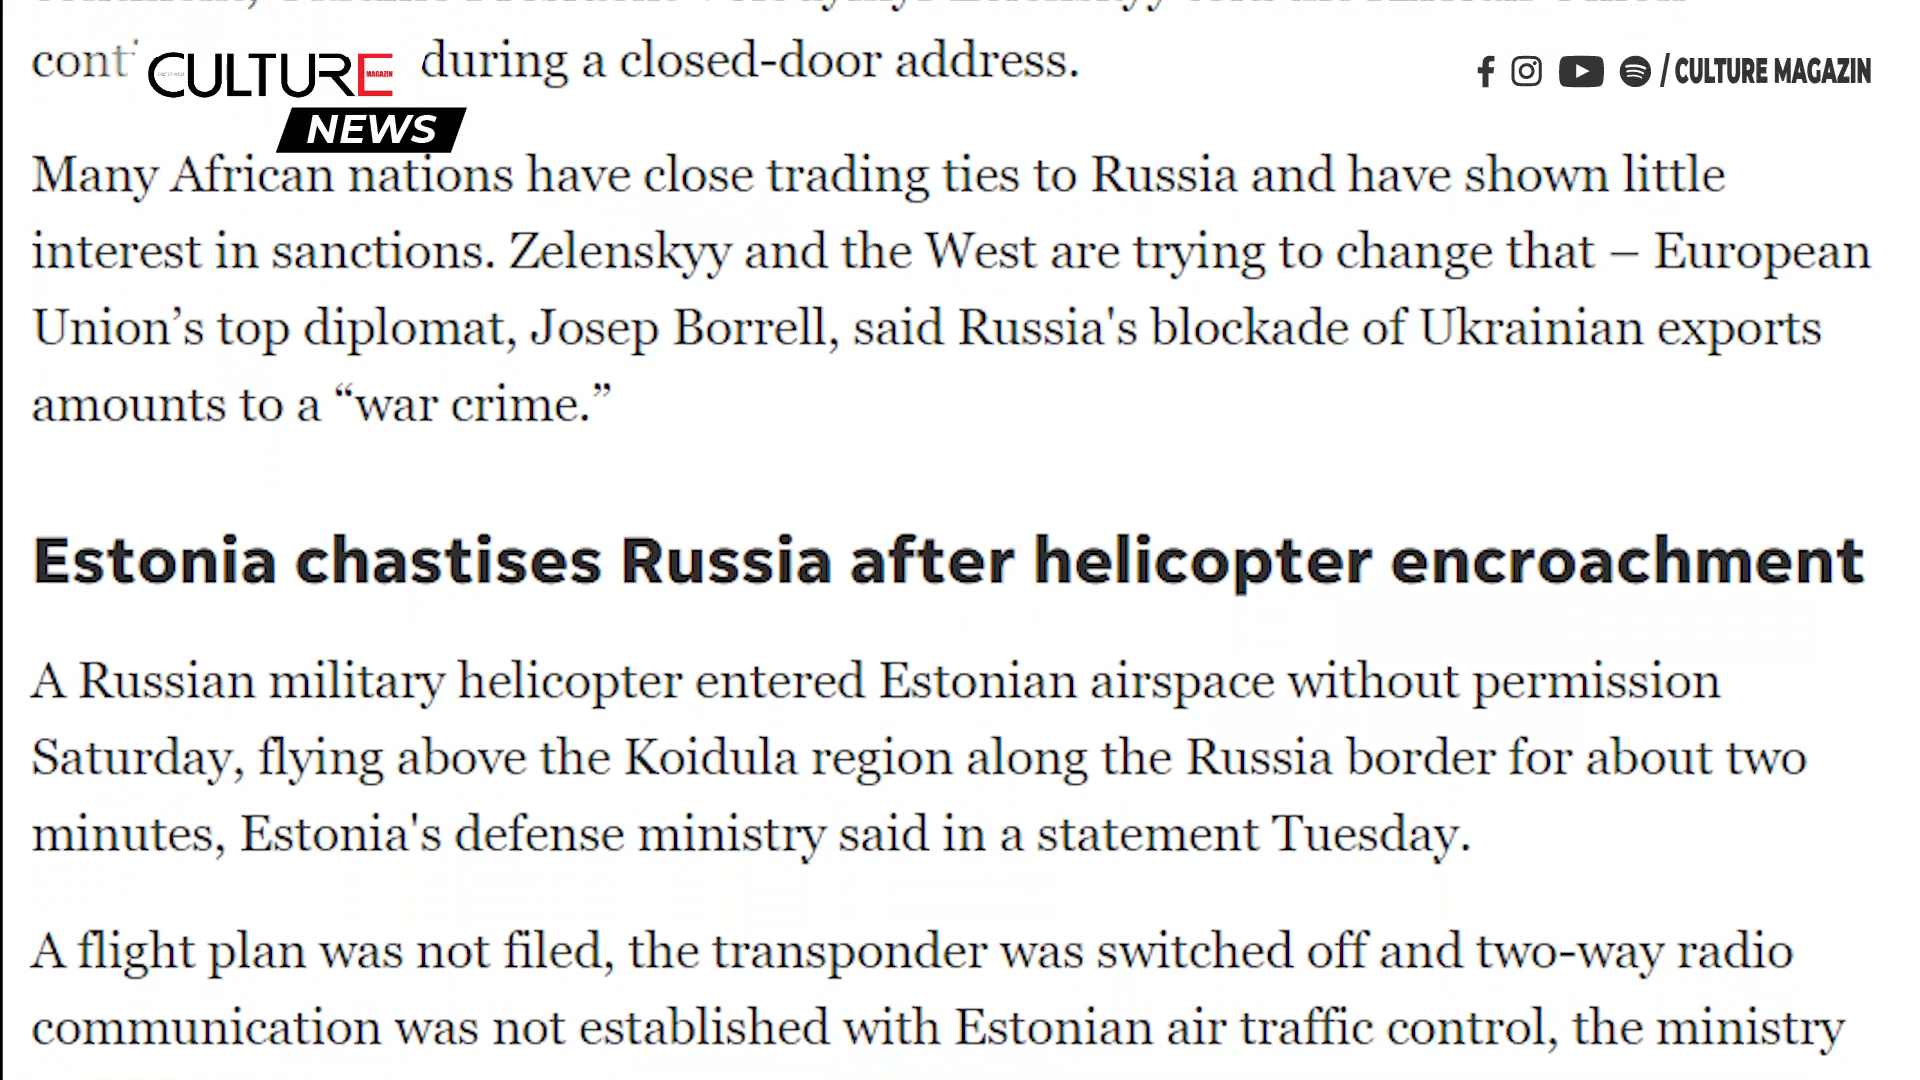 cont
during a closed-door address.
CULTURE
MAGAZIN
NEWS
/ CULTURE MAGAZIN
Many African nations have close trading ties to Russia and have shown little
interest in sanctions. Zelenskyy and the West are trying to change that – European
Union’s top diplomat, Josep Borrell, said Russia's blockade of Ukrainian exports
amounts to a “war crime.”
Estonia chastises Russia after helicopter encroachment
A Russian military helicopter entered Estonian airspace without permission
Saturday, flying above the Koidula region along the Russia border for about two
minutes, Estonia's defense ministry said in a statement Tuesday.
A flight plan was not filed, the transponder was switched off and two-way radio
communication was not established with Estonian air traffic control, the ministry